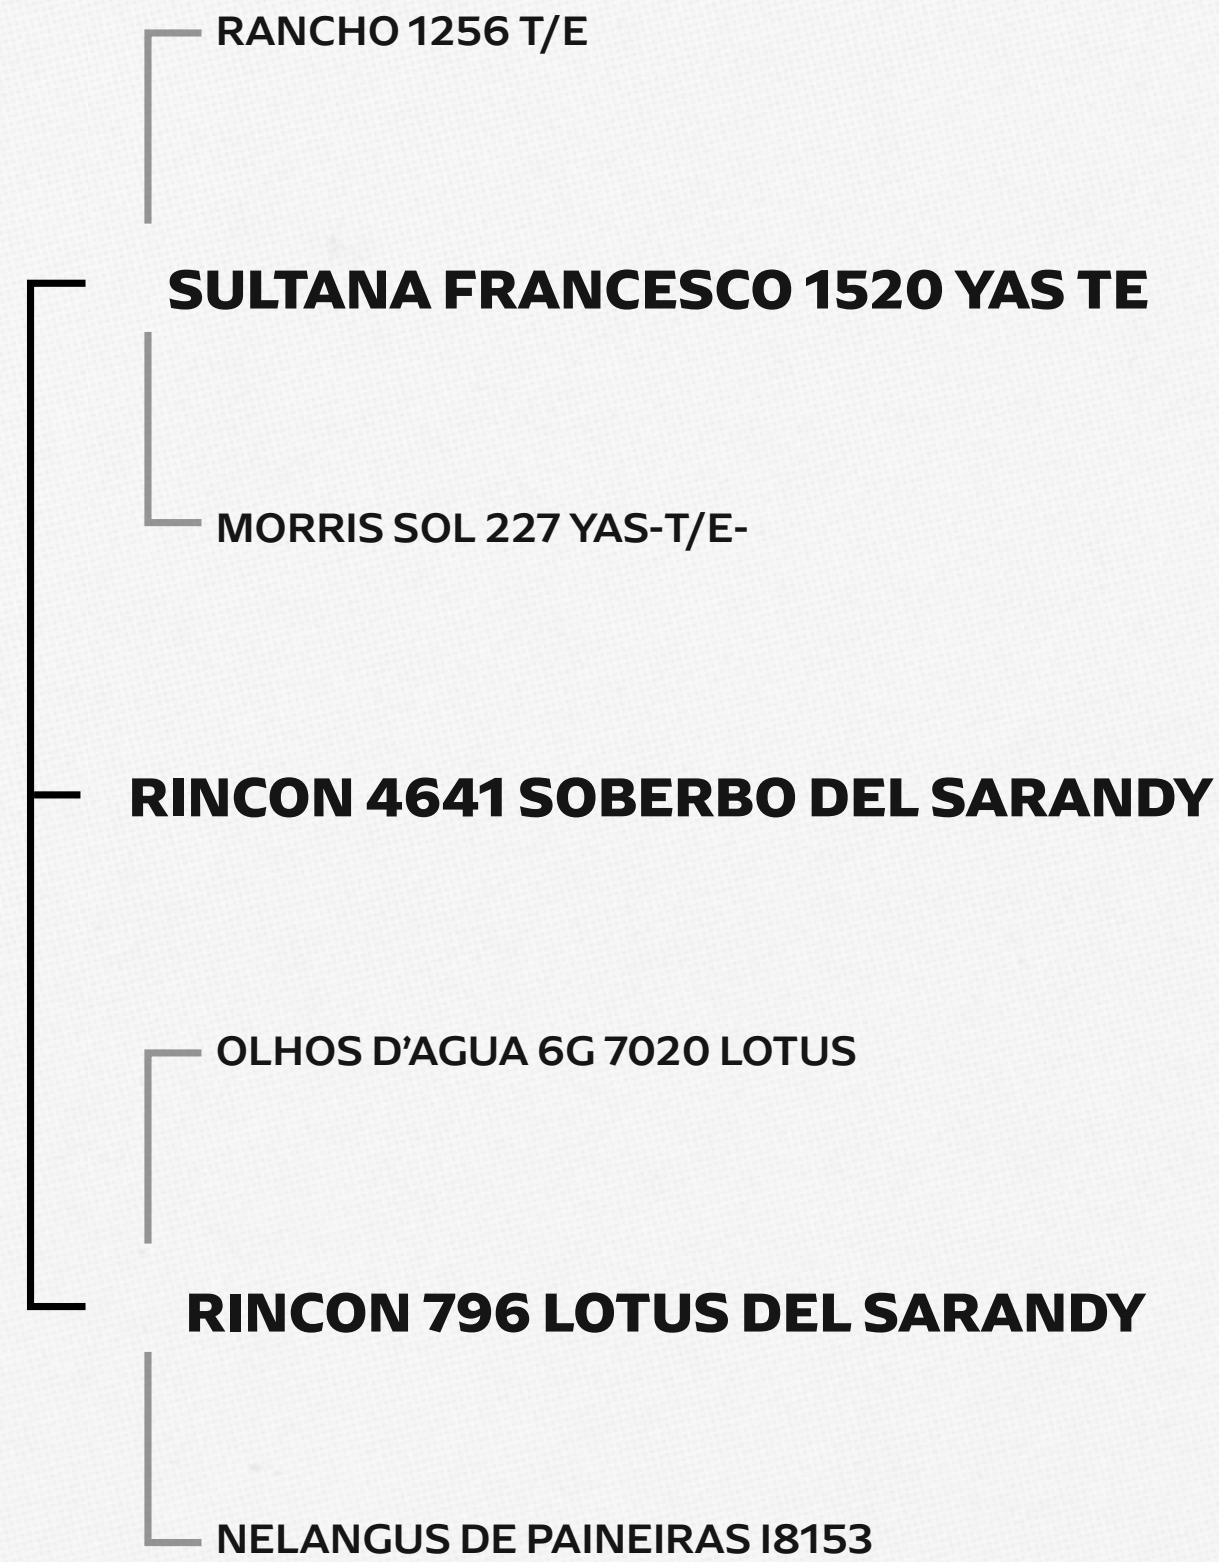 RANCHO 1256 T/E
SULTANA FRANCESCO 1520 YAS TE
MORRIS SOL 227 YAS-T/E-
RINCON 4641 SOBERBO DEL SARANDY
OLHOS D’AGUA 6G 7020 LOTUS
RINCON 796 LOTUS DEL SARANDY
NELANGUS DE PAINEIRAS I8153